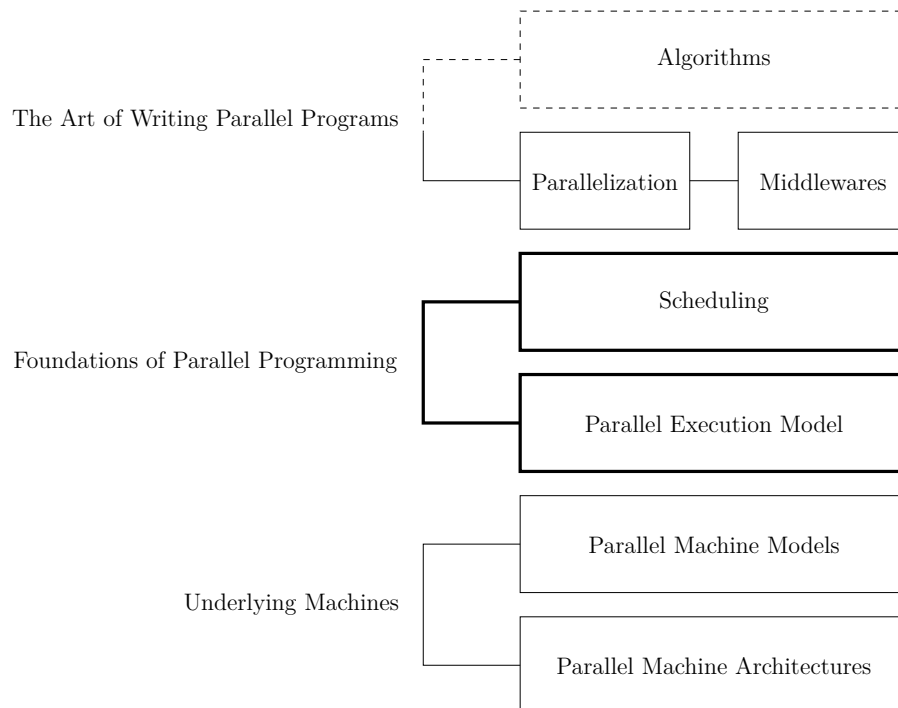 Algorithms
The Art of Writing Parallel Programs
Parallelization
Middlewares
Scheduling
Foundations of Parallel Programming
Parallel Execution Model
Parallel Machine Models
Underlying Machines
Parallel Machine Architectures